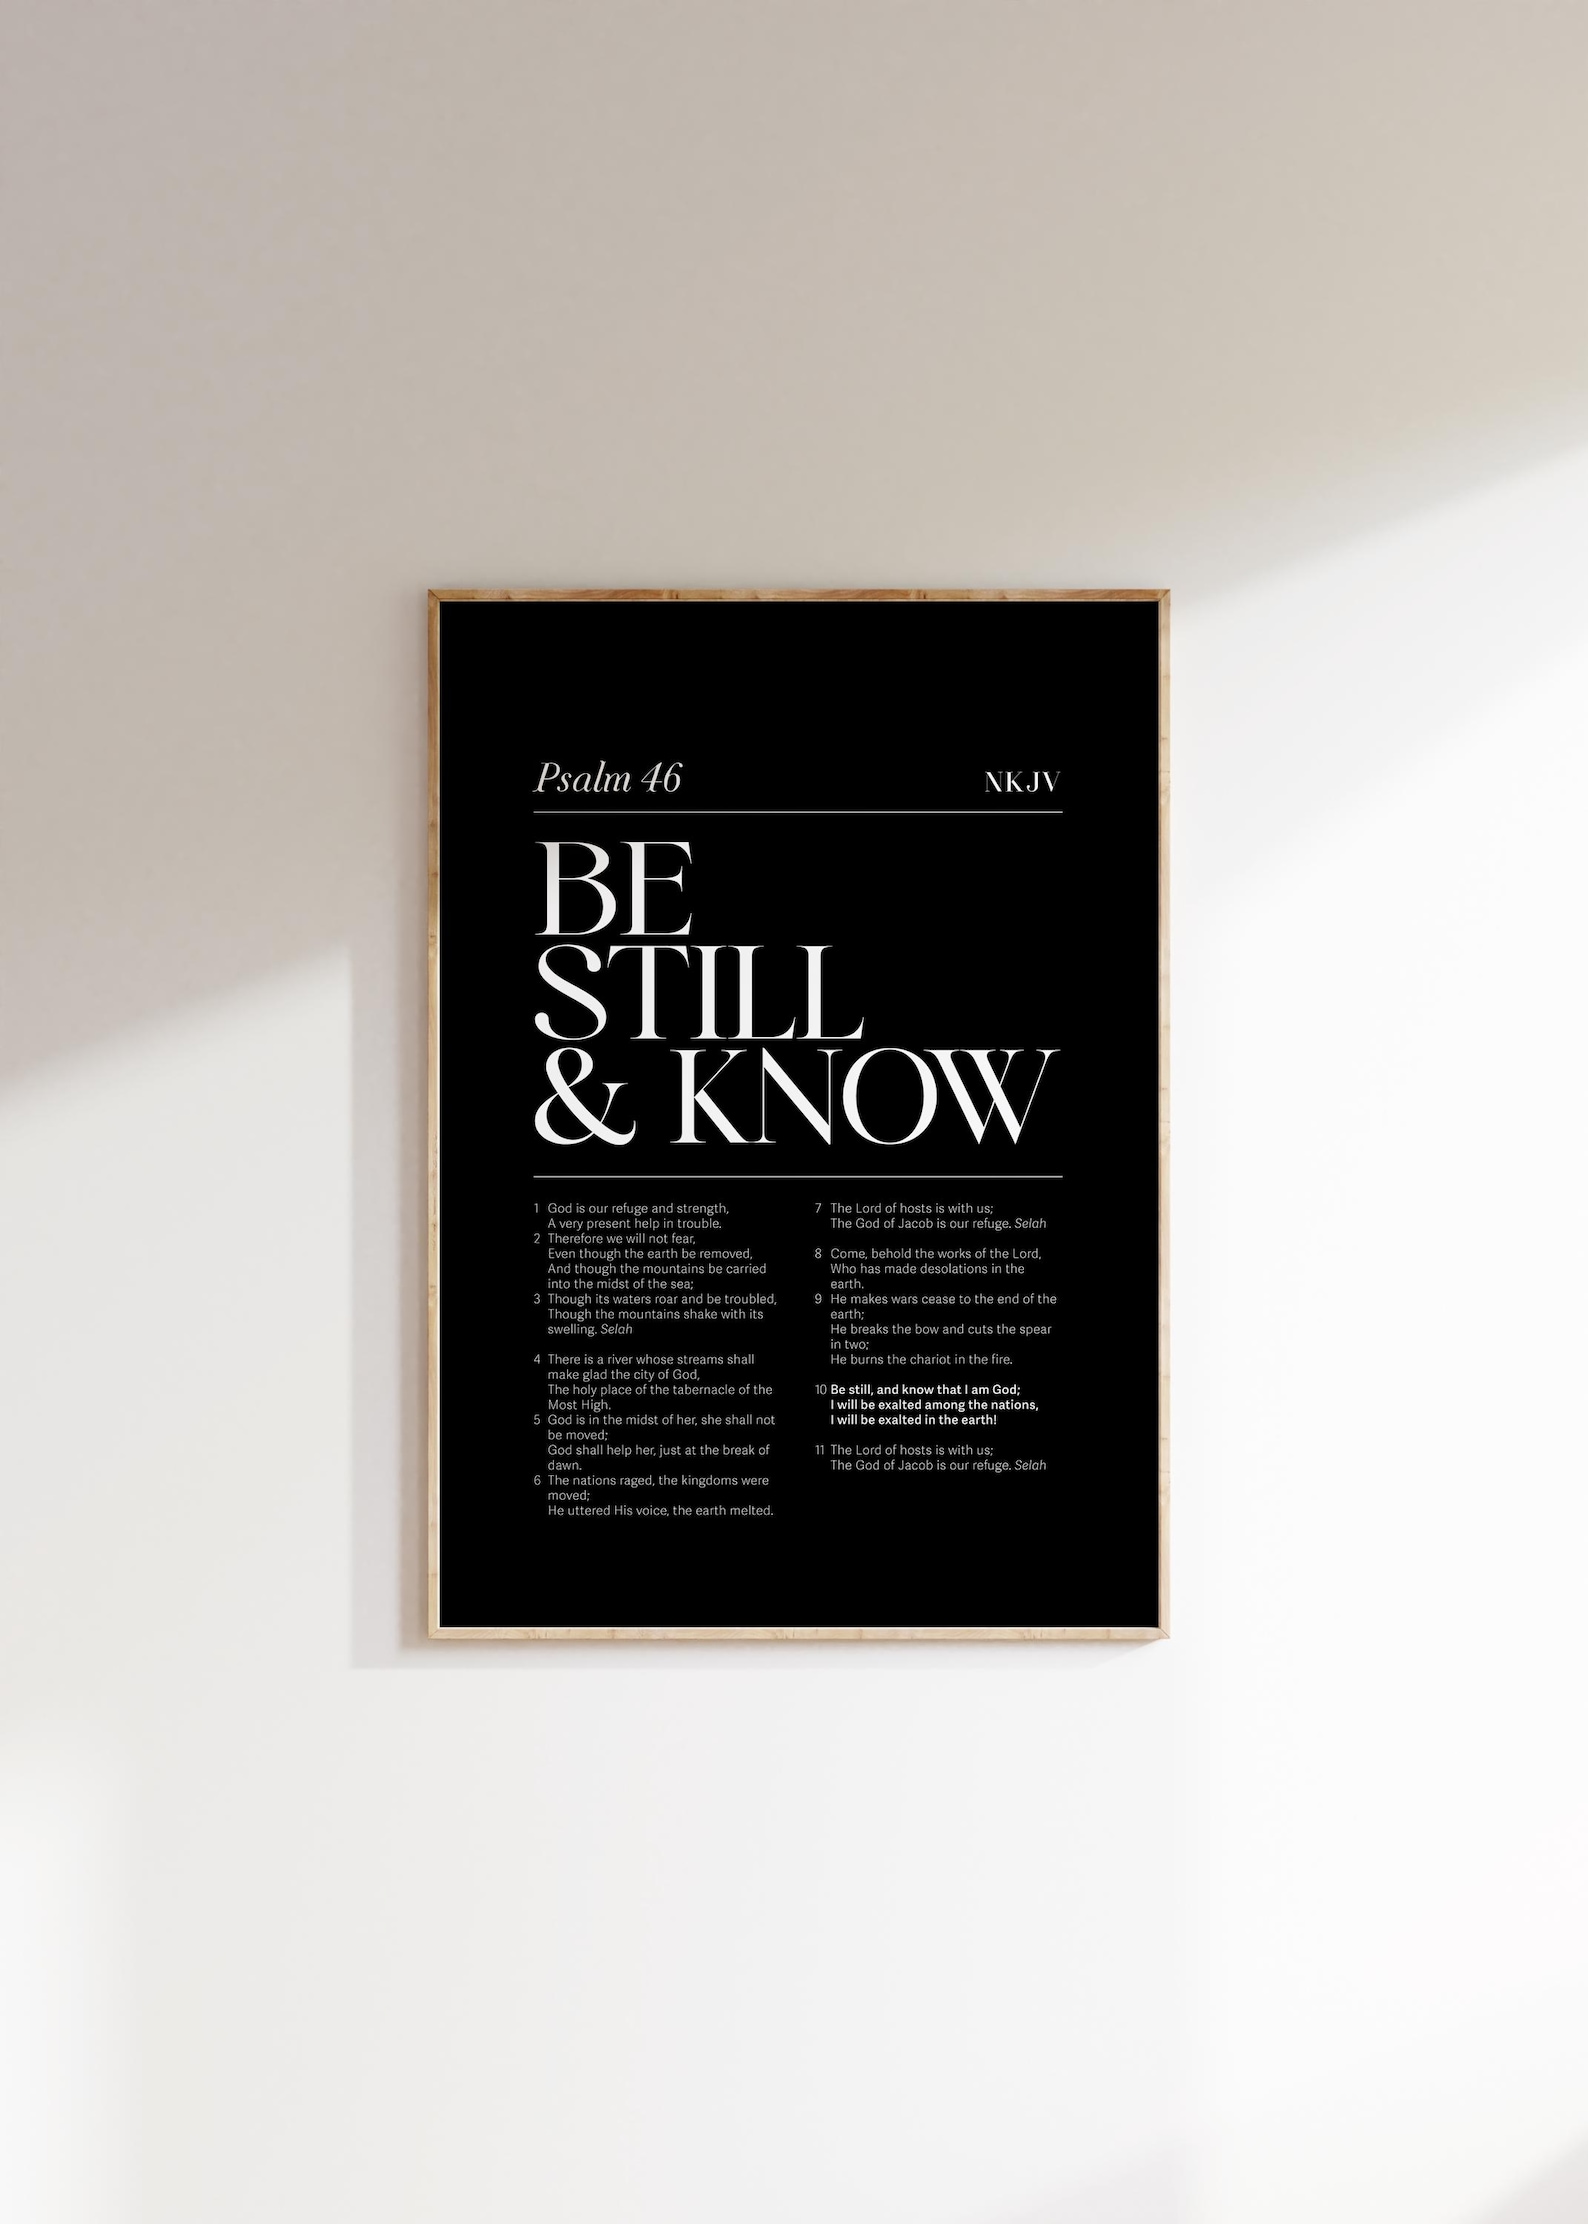 Psalm 46 NKJV
BE
STILL
& KNOW
1 God is our refuge and strength,
A very present help in trouble.
2 Therefore we will not fear,
Even though the earth be removed,
And though the mountains be carried
into the midst of the sea;
3 Though its waters roar and be troubled,
Though the mountains shake with its
swelling. Selah
4 There is a river whose streams shall
make glad the city of God,
The holy place of the tabernacle of the
Most High.
5 God is in the midst of her, she shall not
be moved;
God shall help her, just at the break of
dawn.
6 The nations raged, the kingdoms were
moved;
He uttered His voice, the earth melted.
7 The Lord of hosts is with us;
The God of Jacob is our refuge. Selah
8 Come, behold the works of the Lord,
Who has made desolations in the
earth.
9 He makes wars cease to the end of the
earth;
He breaks the bow and cuts the spear
in two;
He burns the chariot in the fire.
10 Be still, and know that I am God;
I will be exalted among the nations,
I will be exalted in the earth!
11 The Lord of hosts is with us;
The God of Jacob is our refuge. Selah